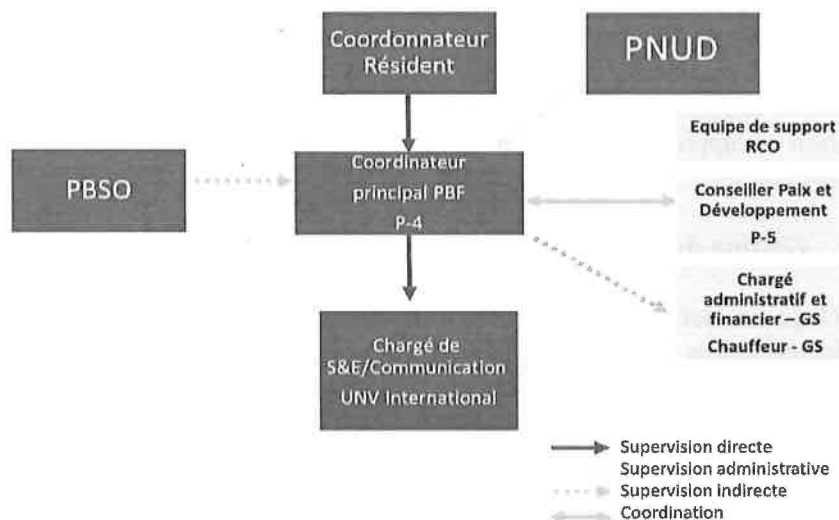 Coordonnateur
Résident
PNUD
Equipe de support
RCO
PBSO
Coordinateur
principal PBF
P-4
Conseiller Paix et
Développement
P-5
Chargé
administratif et
financier – GS
Chauffeur - GS
Chargé de
S&E/Communication
UNV International
Supervision directe
Supervision administrative
Supervision indirecte
Coordination